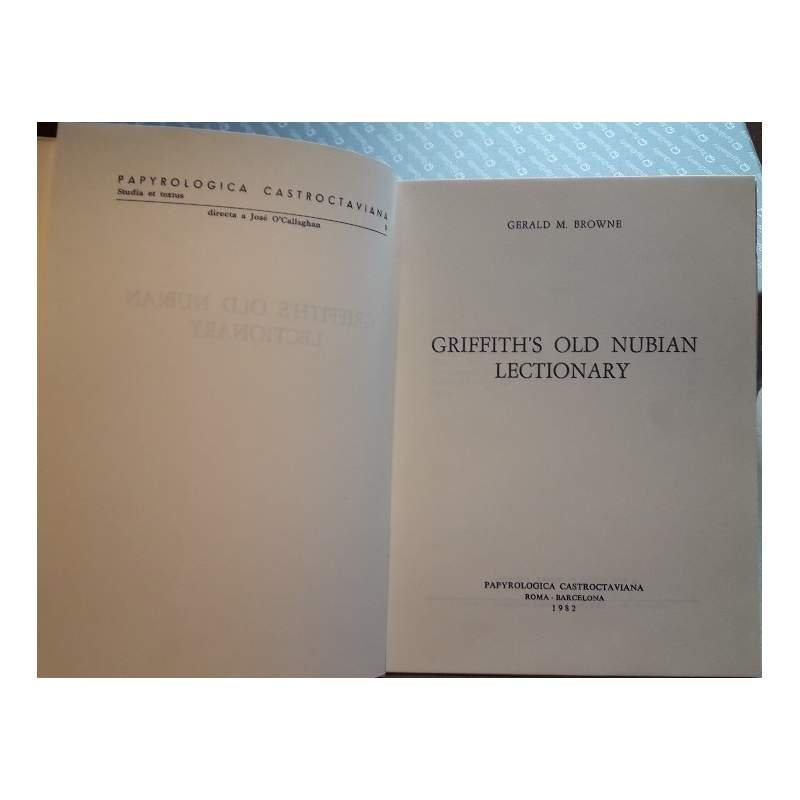 PAPYROLOGICA CASTROCTAVIANA
Studia et textus
directa a José O'Callaghan
GERALD M. BROWNE
GRIFFITH'S OLD NUBIAN
LECTIONARY
PAPYROLOGICA CASTROCTAVIANA
ROMA - BARCELONA
1982